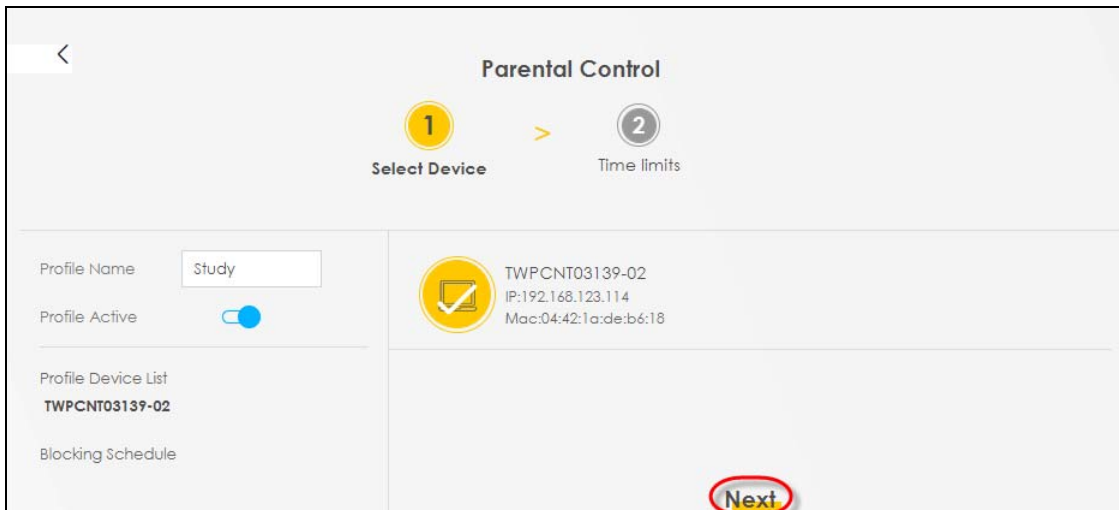 Parental Control
1
>
2
Select Device
Time limits
Profile Name
Study
Profile Active
Profile Device List
TWPCNT03139-02
Blocking Schedule
TWPCNT03139-02
IP:192.168.123.114
Mac:04:42:1a:de:b6:18
Next